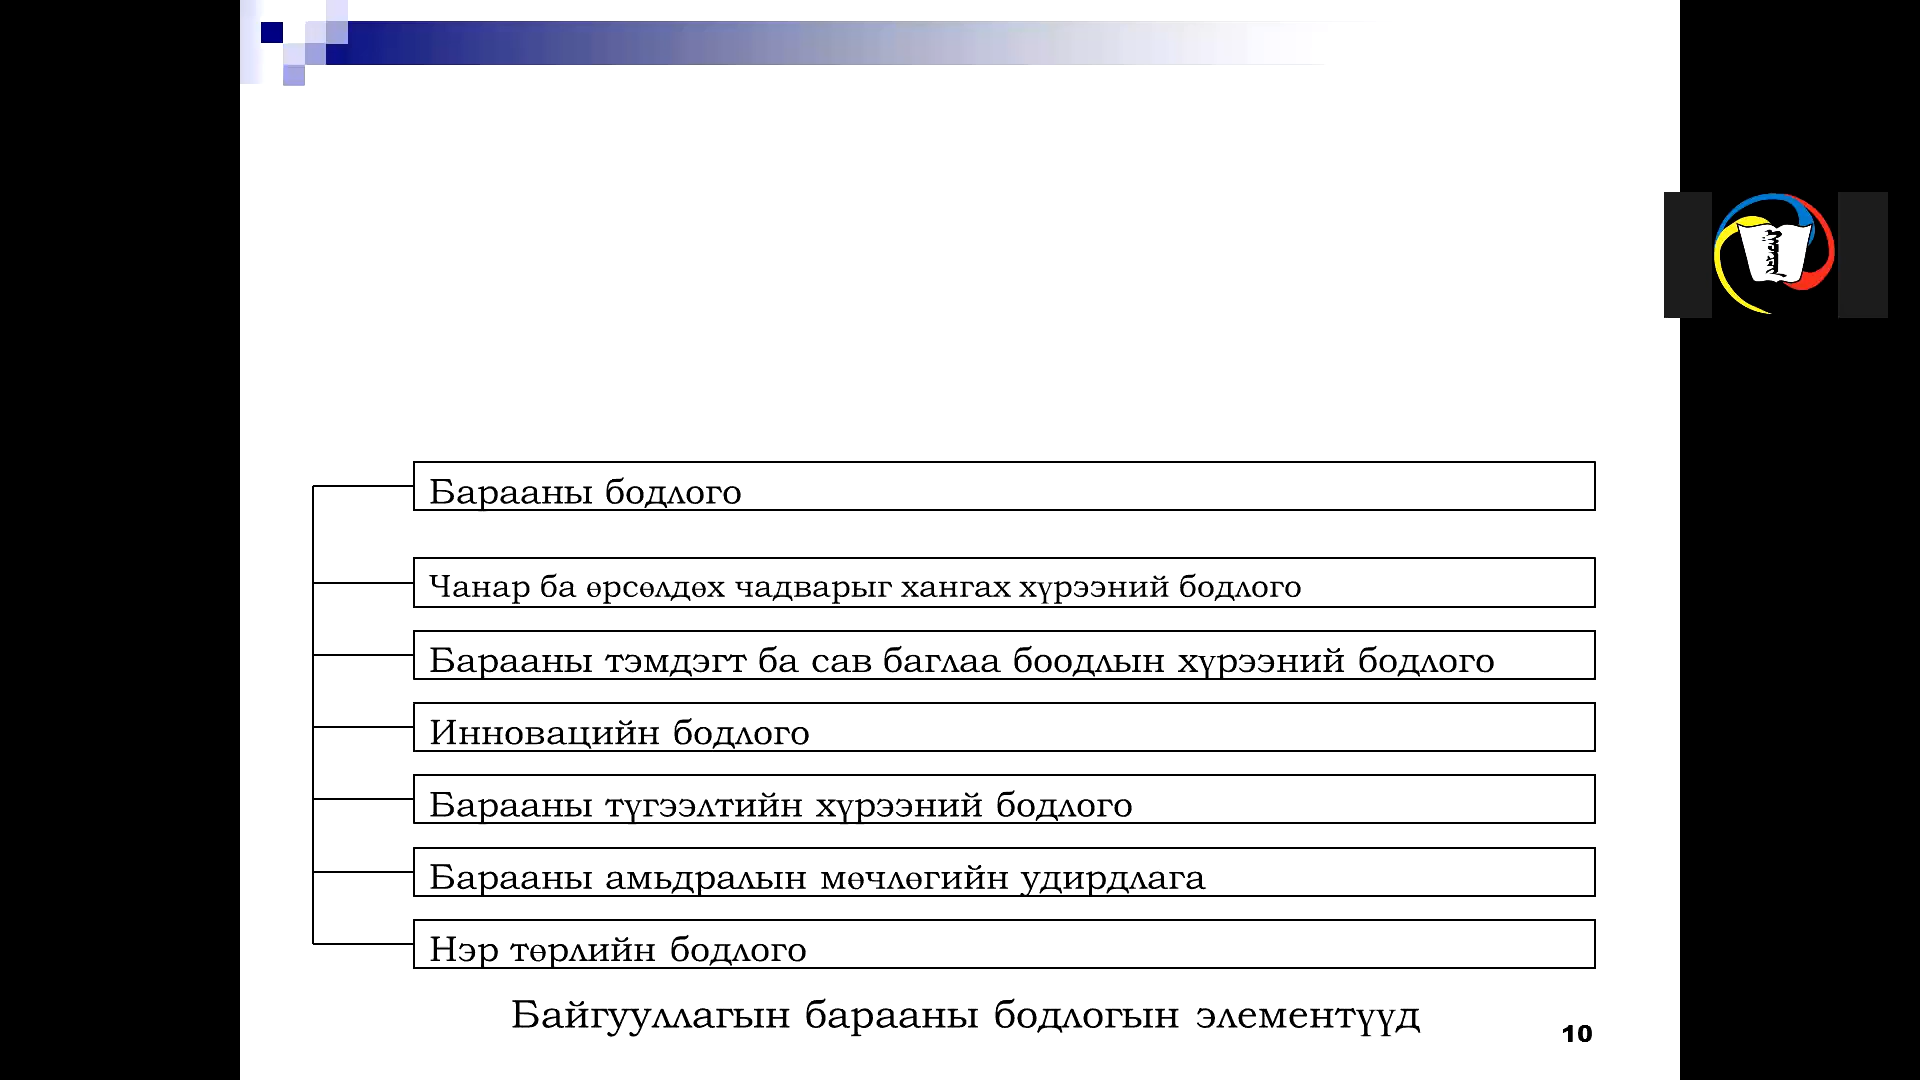 Барааны бодлого
Чанар ба өрсөлдөх чадварыг хангах хүрээний бодлого
Барааны тэмдэгт ба сав баглаа боодлын хүрээний бодлого
Инновацийн бодлого
Барааны түгээлтийн хүрээний бодлого
Барааны амьдралын мөчлөгийн удирдлага
Нэр төрлийн бодлого
Байгууллагын барааны бодлогын элементүүд
10